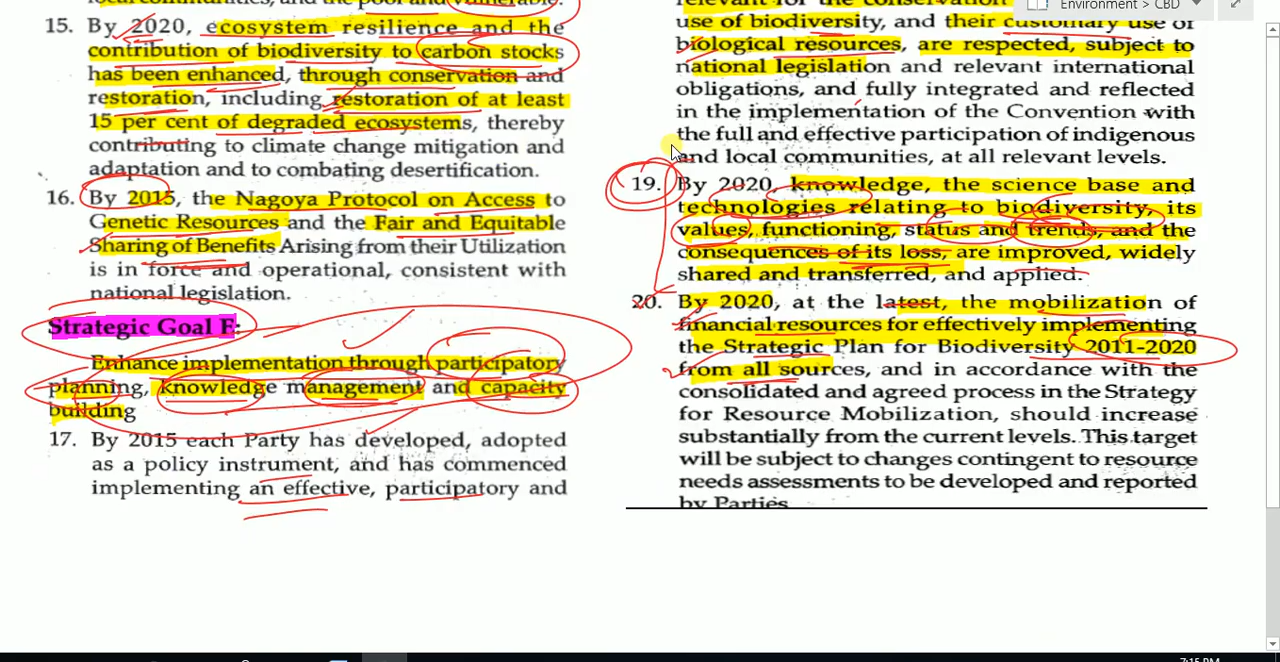 15. By 2020, ecosystem resilience and the
contribution of biodiversity to carbon stocks
has been enhanced, through conservation and
restoration, including restoration of at least
15 per cent of degraded ecosystems, thereby
contributing to climate change mitigation and
adaptation and to combating desertification.
16. By 2015, the Nagoya Protocol on Access to
Genetic Resources and the Fair and Equitable
Sharing of Benefits Arising from their Utilization
is in force and operational, consistent with
national legislation.
Strategic Goal E:
Enhance implementation through participatory
planning, knowledge management and capacity
building
17. By 2015 each Party has developed, adopted
as a policy instrument, and has commenced
implementing an effective, participatory and
Environment > CBD
use of biodiversity, and their customary use of
biological resources, are respected, subject to
national legislation and relevant international
obligations, and fully integrated and reflected
in the implementation of the Convention with
the full and effective participation of indigenous
and local communities, at all relevant levels.
19. By 2020, knowledge, the science base and
technologies relating to biodiversity, its
values, functioning, status and trends, and the
consequences of its loss, are improved, widely
shared and transferred, and applied.
20. By 2020, at the latest, the mobilization of
financial resources for effectively implementing
the Strategic Plan for Biodiversity 2011-2020
from all sources, and in accordance with the
consolidated and agreed process in the Strategy
for Resource Mobilization, should increase
substantially from the current levels. This target
will be subject to changes contingent to resource
needs assessments to be developed and reported
by Parties
7:15 PM